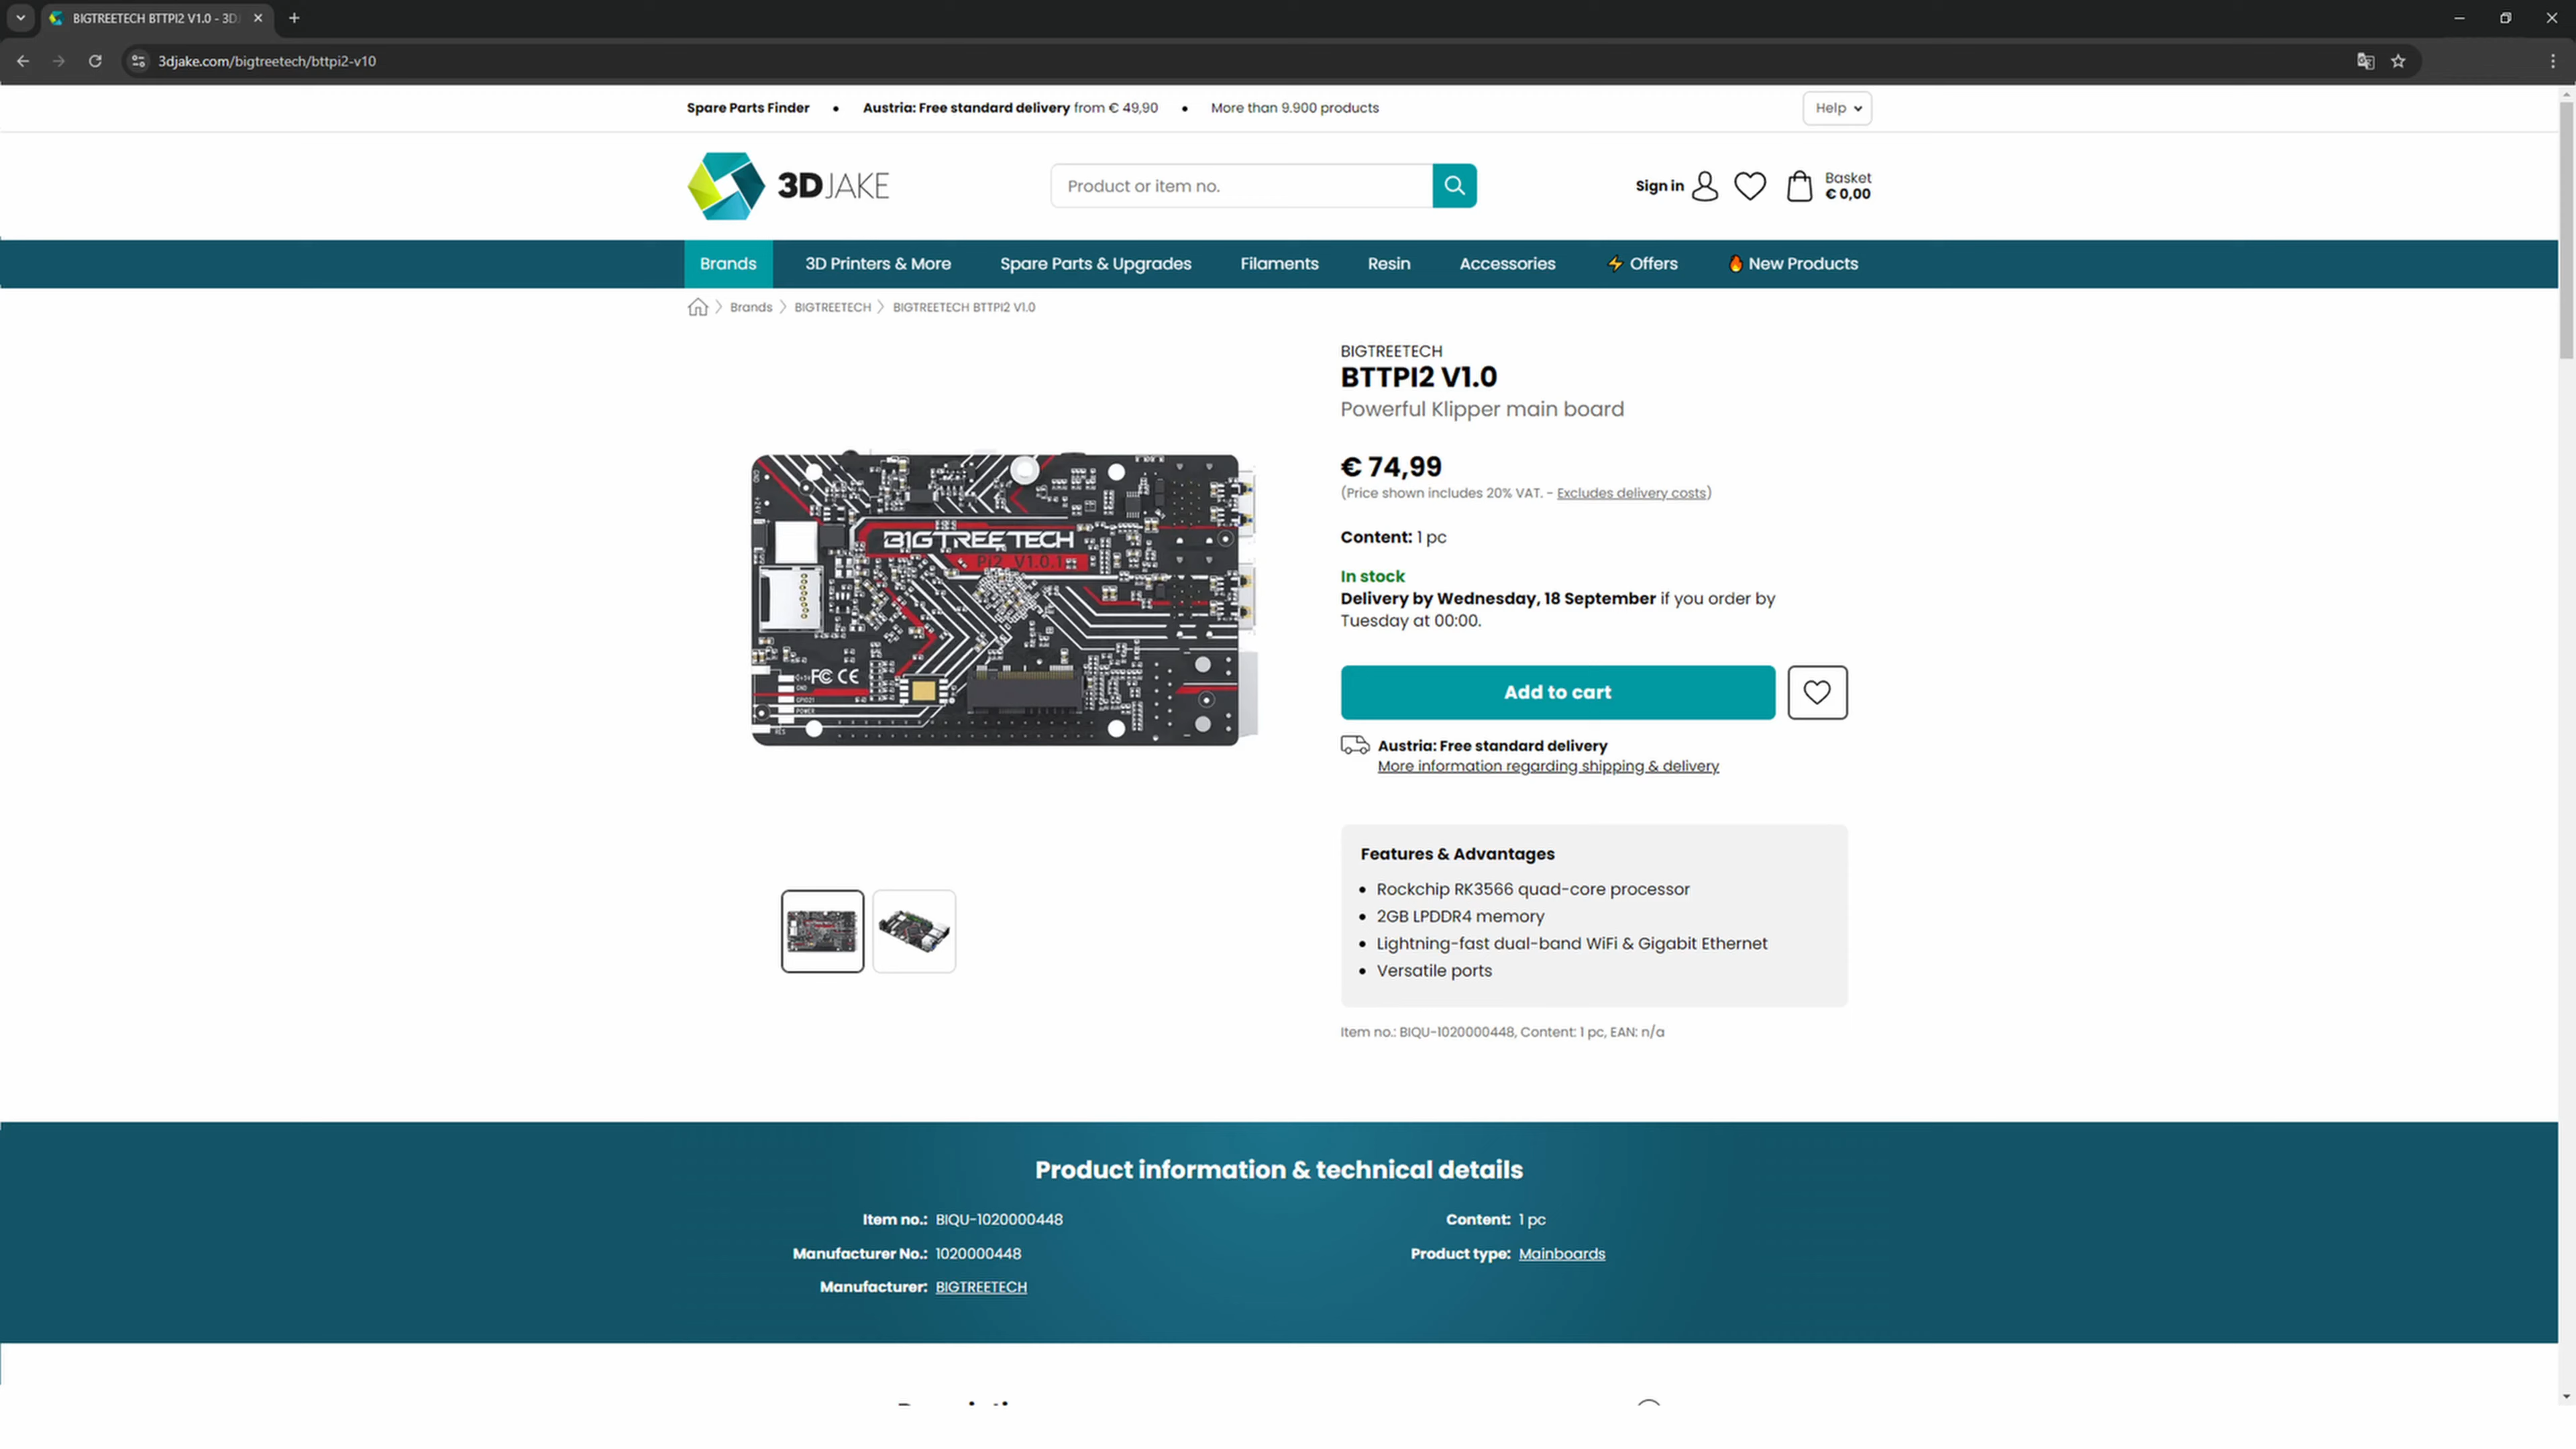 BIGTREETECH BTTPI2 V1.0 - 3DJ
3djake.com/bigtreetech/bttpi2-v10
Spare Parts Finder • Austria: Free standard delivery from € 49,90 • More than 9.900 products
Help
3DJAKE
Product or item no.
Sign in
Basket
€ 0,00
Brands
3D Printers & More
Spare Parts & Upgrades
Filaments
Resin
Accessories
Offers
New Products
Brands
BIGTREETECH
BIGTREETECH BTTPI2 V1.0
BIGTREETECH
BTTPI2 V1.0
Powerful Klipper main board
€ 74,99
(Price shown includes 20% VAT. - Excludes delivery costs)
Content: 1 pc
In stock
Delivery by Wednesday, 18 September if you order by
Tuesday at 00:00.
Add to cart
Austria: Free standard delivery
More information regarding shipping & delivery
Features & Advantages
• Rockchip RK3566 quad-core processor
• 2GB LPDDR4 memory
• Lightning-fast dual-band WiFi & Gigabit Ethernet
• Versatile ports
Item no.: BIQU-1020000448, Content: 1 pc, EAN: n/a
BIGTREETECH
Pi2 V1.0.1
FC CE
+5V
GND
GPIO21
POWER
RES
GND
+24V
Product information & technical details
Item no.: BIQU-1020000448
Manufacturer No.: 1020000448
Manufacturer: BIGTREETECH
Content: 1 pc
Product type: Mainboards